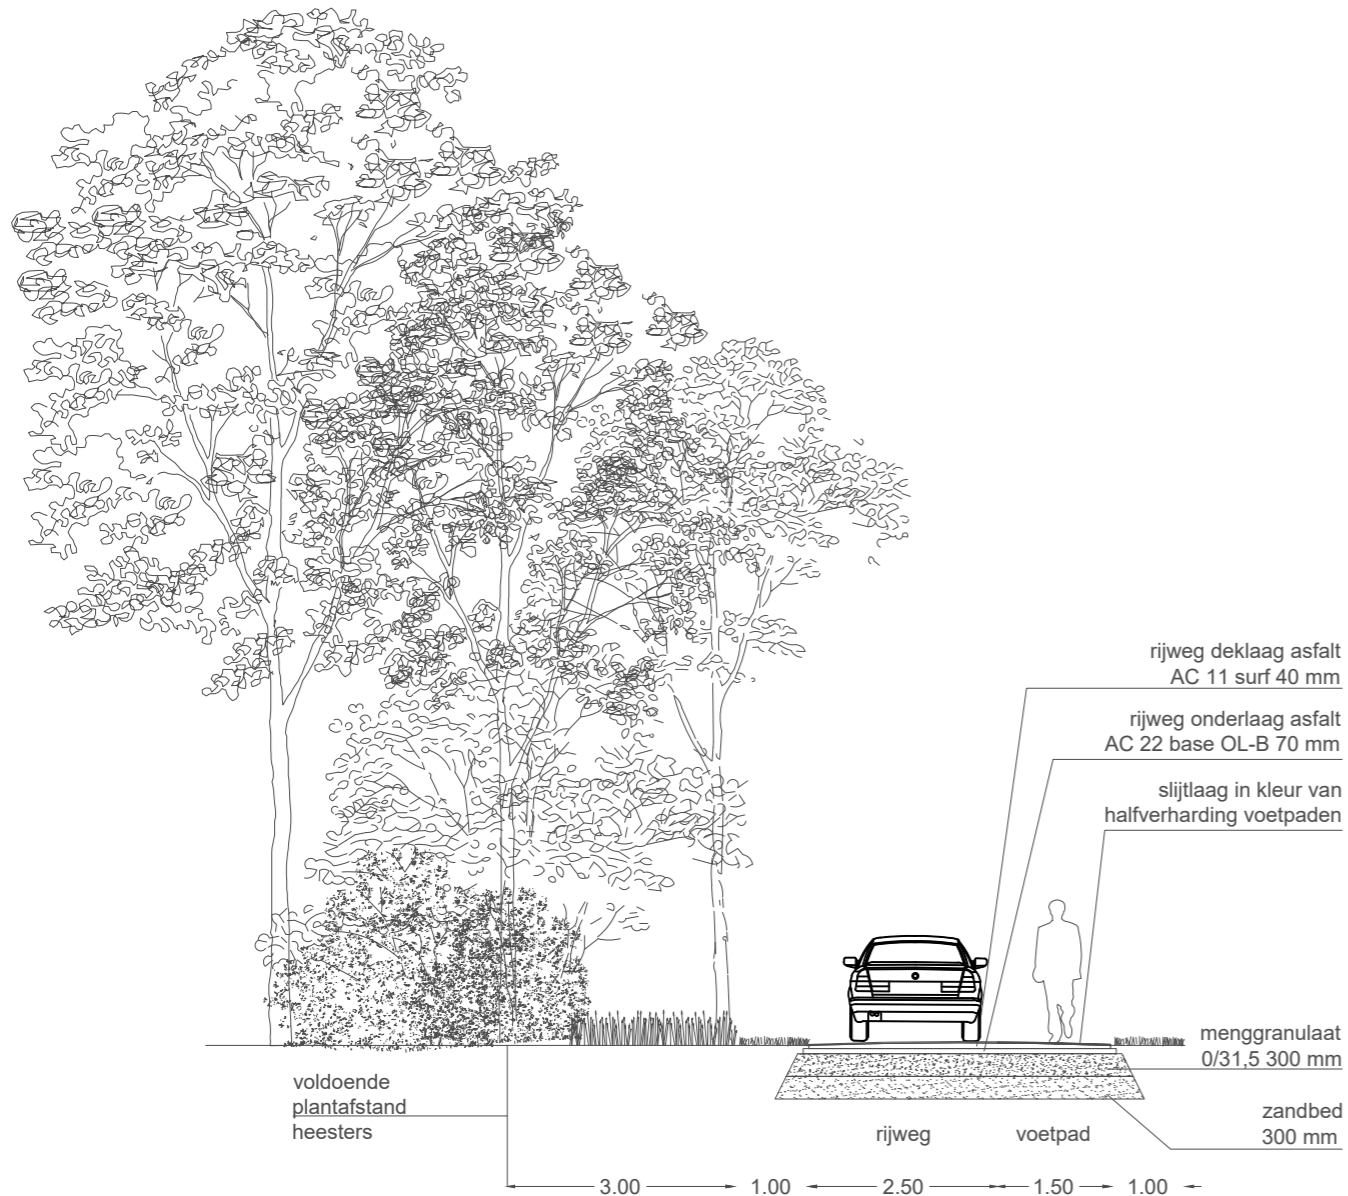 rijweg deklaag asfalt
AC 11 surf 40 mm
rijweg onderlaag asfalt
AC 22 base OL-B 70 mm
slijtlaag in kleur van
halfverharding voetpaden
menggranulaat
0/31,5 300 mm
zandbed
300 mm
voldoende
plantafstand
heesters
rijweg voetpad
3.00 1.00 2.50 1.50 1.00